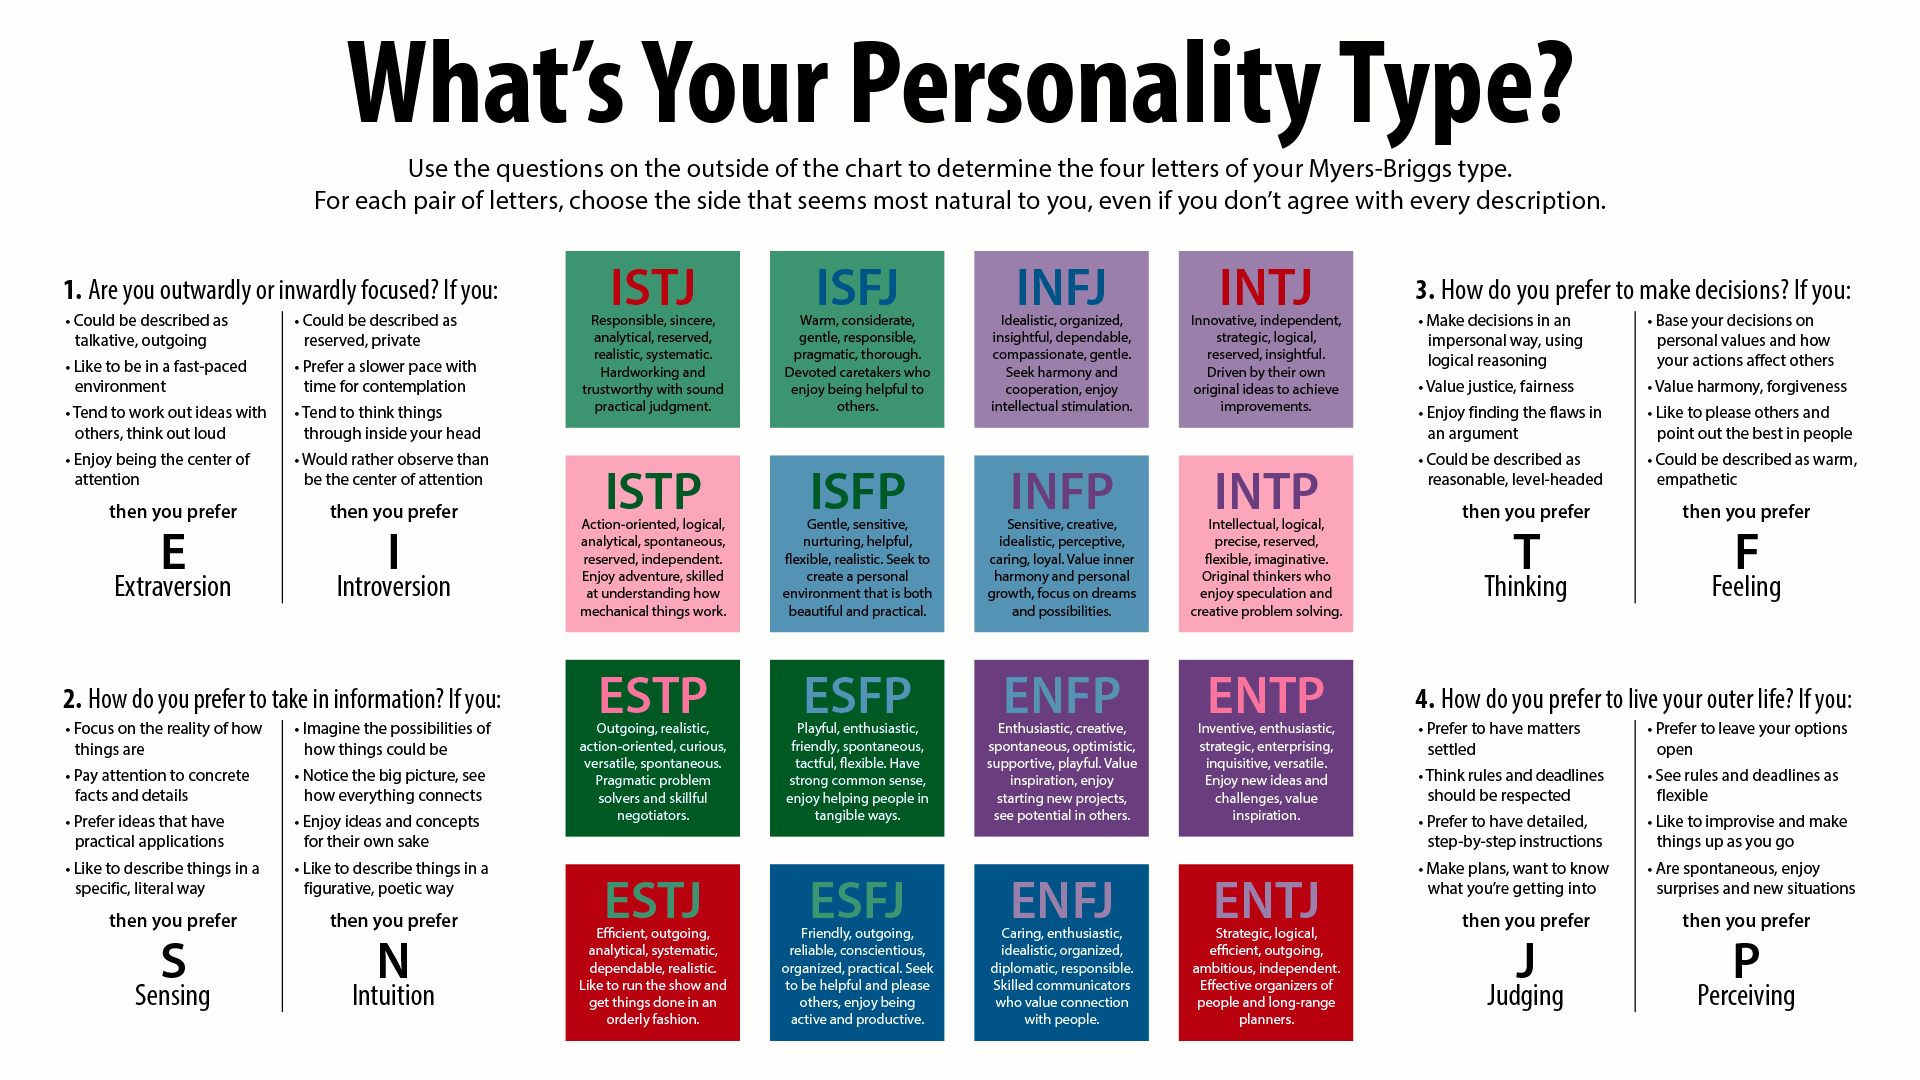 What's Your Personality Type?
Use the questions on the outside of the chart to determine the four letters of your Myers-Briggs type.
For each pair of letters, choose the side that seems most natural to you, even if you don't agree with every description.
1. Are you outwardly or inwardly focused? If you:
• Could be described as
talkative, outgoing
• Like to be in a fast-paced
environment
• Tend to work out ideas with
others, think out loud
• Enjoy being the center of
attention
then you prefer
E
Extraversion
• Could be described as
reserved, private
• Prefer a slower pace with
time for contemplation
• Tend to think things
through inside your head
• Would rather observe than
be the center of attention
then you prefer
I
Introversion
2. How do you prefer to take in information? If you:
• Focus on the reality of how
things are
• Pay attention to concrete
facts and details
• Prefer ideas that have
practical applications
• Like to describe things in a
specific, literal way
then you prefer
S
Sensing
• Imagine the possibilities of
how things could be
• Notice the big picture, see
how everything connects
• Enjoy ideas and concepts
for their own sake
• Like to describe things in a
figurative, poetic way
then you prefer
N
Intuition
ISTJ
Responsible, sincere,
analytical, reserved,
realistic, systematic.
Hardworking and
trustworthy with sound
practical judgment.
ISFJ
Warm, considerate,
gentle, responsible,
pragmatic, thorough.
Devoted caretakers who
enjoy being helpful to
others.
INFJ
Idealistic, organized,
insightful, dependable,
compassionate, gentle.
Seek harmony and
cooperation, enjoy
intellectual stimulation.
INTJ
Innovative, independent,
strategic, logical,
reserved, insightful.
Driven by their own
original ideas to achieve
improvements.
ISTP
Action-oriented, logical,
analytical, spontaneous,
reserved, independent.
Enjoy adventure, skilled
at understanding how
mechanical things work.
ISFP
Gentle, sensitive,
nurturing, helpful,
flexible, realistic. Seek to
create a personal
environment that is both
beautiful and practical.
INFP
Sensitive, creative,
idealistic, perceptive,
caring, loyal. Value inner
harmony and personal
growth, focus on dreams
and possibilities.
INTP
Intellectual, logical,
precise, reserved,
flexible, imaginative.
Original thinkers who
enjoy speculation and
creative problem solving.
ESTP
Outgoing, realistic,
action-oriented, curious,
versatile, spontaneous.
Pragmatic problem
solvers and skillful
negotiators.
ESFP
Playful, enthusiastic,
friendly, spontaneous,
tactful, flexible. Have
strong common sense,
enjoy helping people in
tangible ways.
ENFP
Enthusiastic, creative,
spontaneous, optimistic,
supportive, playful. Value
inspiration, enjoy
starting new projects,
see potential in others.
ENTP
Inventive, enthusiastic,
strategic, enterprising,
inquisitive, versatile.
Enjoy new ideas and
challenges, value
inspiration.
ESTJ
Efficient, outgoing,
analytical, systematic,
dependable, realistic.
Like to run the show and
get things done in an
orderly fashion.
ESFJ
Friendly, outgoing,
reliable, conscientious,
organized, practical. Seek
to be helpful and please
others, enjoy being
active and productive.
ENFJ
Caring, enthusiastic,
idealistic, organized,
diplomatic, responsible.
Skilled communicators
who value connection
with people.
ENTJ
Strategic, logical,
efficient, outgoing,
ambitious, independent.
Effective organizers of
people and long-range
planners.
3. How do you prefer to make decisions? If you:
• Make decisions in an
impersonal way, using
logical reasoning
• Value justice, fairness
• Enjoy finding the flaws in
an argument
• Could be described as
reasonable, level-headed
then you prefer
T
Thinking
• Base your decisions on
personal values and how
your actions affect others
• Value harmony, forgiveness
• Like to please others and
point out the best in people
• Could be described as warm,
empathetic
then you prefer
F
Feeling
4. How do you prefer to live your outer life? If you:
• Prefer to have matters
settled
• Think rules and deadlines
should be respected
• Prefer to have detailed,
step-by-step instructions
• Make plans, want to know
what you're getting into
then you prefer
J
Judging
• Prefer to leave your options
open
• See rules and deadlines as
flexible
• Like to improvise and make
things up as you go
• Are spontaneous, enjoy
surprises and new situations
then you prefer
P
Perceiving